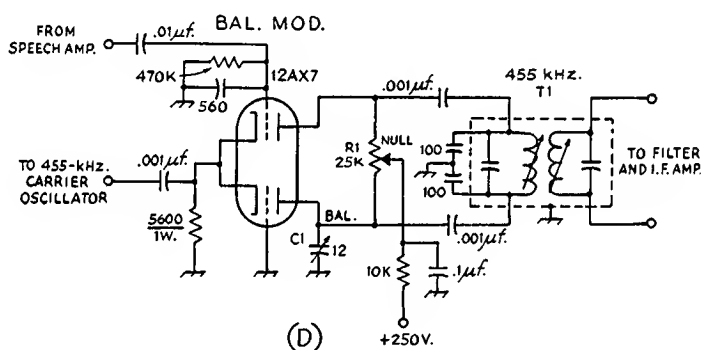 BAL. MOD.
FROM
SPEECH AMP.
.01µf.
470K
12AX7
560
.001µf.
455 kHz.
T1
R1
25K
NULL
100
100
TO FILTER
AND I.F. AMP.
TO 455-kHz.
CARRIER
OSCILLATOR
.001µf.
5600
1W.
BAL.
C1
12
.001µf.
10K
.1µf.
+250V.
(D)